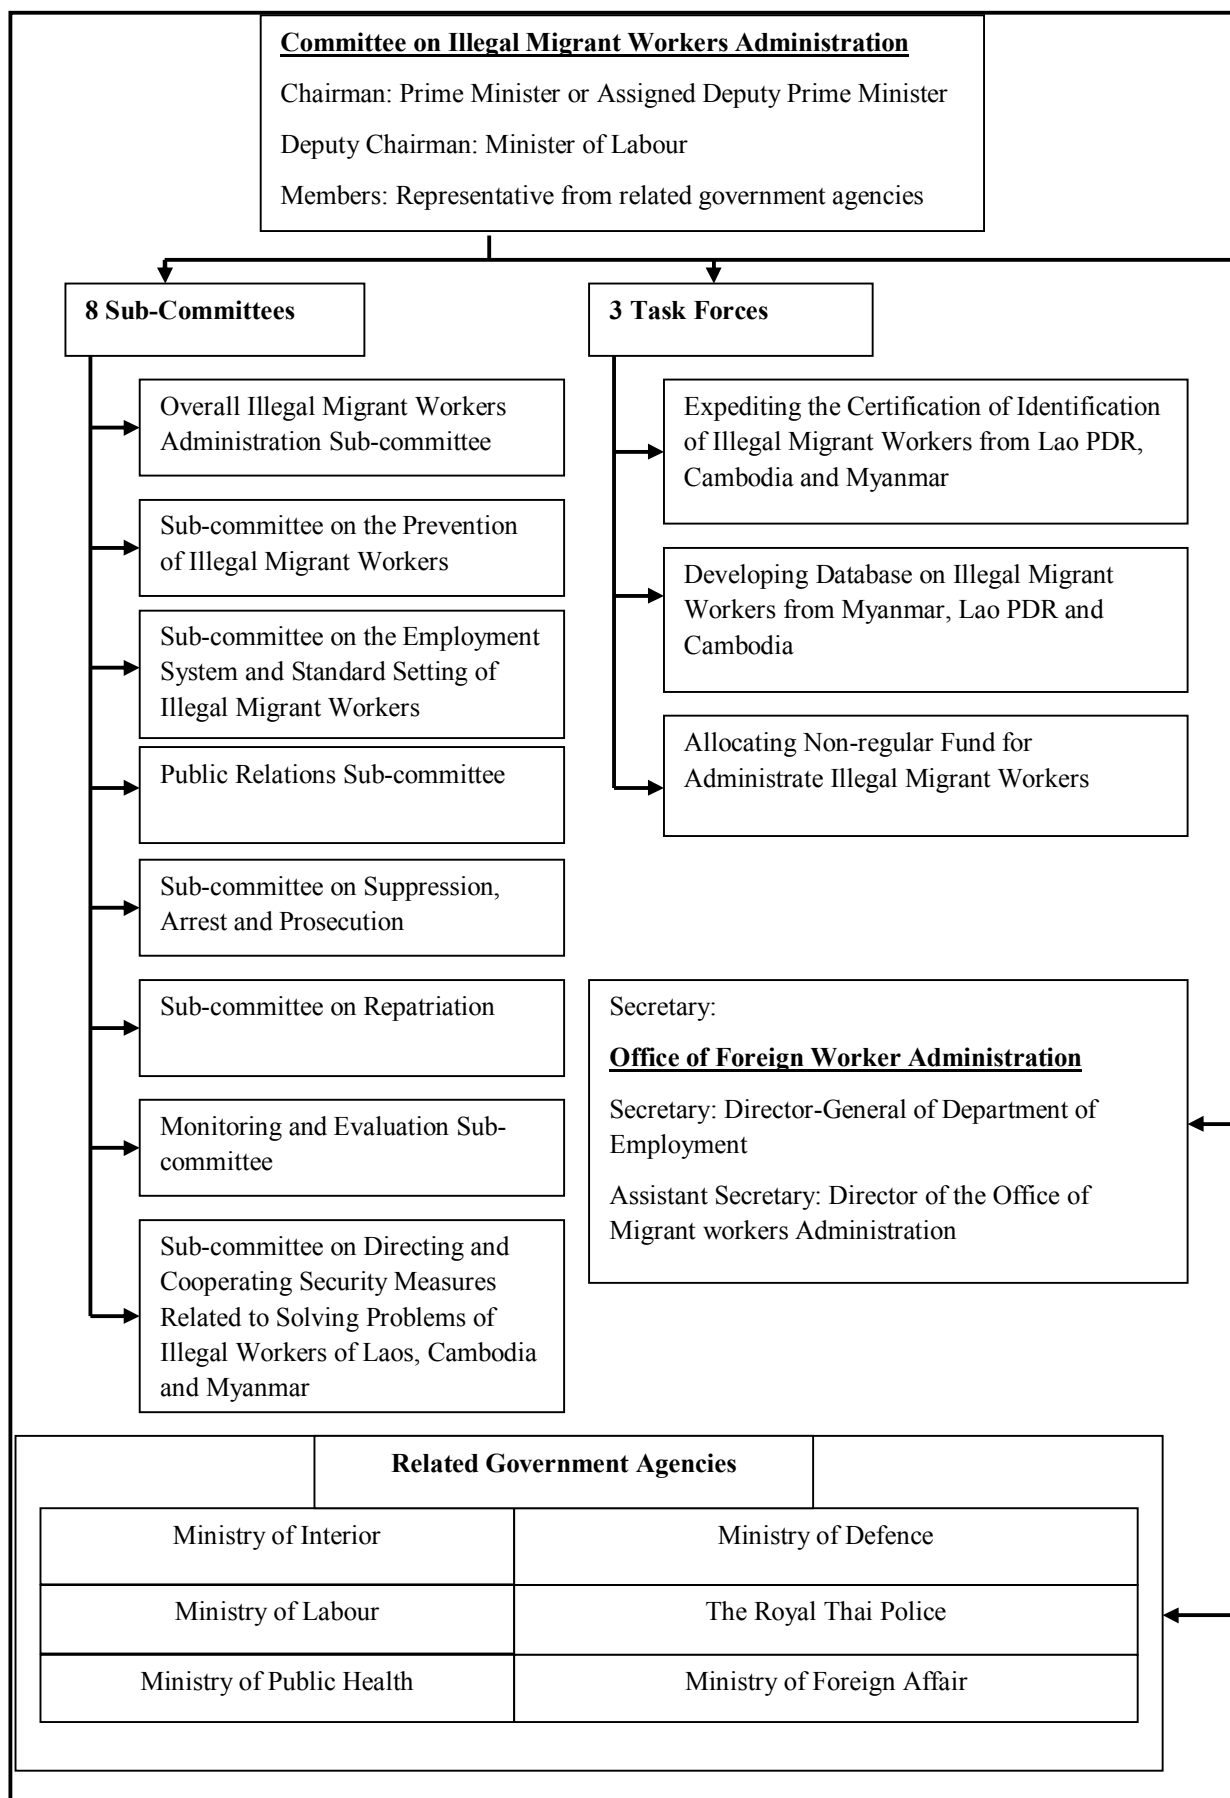 Committee on Illegal Migrant Workers Administration
Chairman: Prime Minister or Assigned Deputy Prime Minister
Deputy Chairman: Minister of Labour
Members: Representative from related government agencies
8 Sub-Committees
Overall Illegal Migrant Workers
Administration Sub-committee
Sub-committee on the Prevention
of Illegal Migrant Workers
Sub-committee on the Employment
System and Standard Setting of
Illegal Migrant Workers
Public Relations Sub-committee
Sub-committee on Suppression,
Arrest and Prosecution
Sub-committee on Repatriation
Monitoring and Evaluation Sub-
committee
Sub-committee on Directing and
Cooperating Security Measures
Related to Solving Problems of
Illegal Workers of Laos, Cambodia
and Myanmar
3 Task Forces
Expediting the Certification of Identification
of Illegal Migrant Workers from Lao PDR,
Cambodia and Myanmar
Developing Database on Illegal Migrant
Workers from Myanmar, Lao PDR and
Cambodia
Allocating Non-regular Fund for
Administrate Illegal Migrant Workers
Secretary:
Office of Foreign Worker Administration
Secretary: Director-General of Department of
Employment
Assistant Secretary: Director of the Office of
Migrant workers Administration
Related Government Agencies
Ministry of Interior
Ministry of Defence
Ministry of Labour
The Royal Thai Police
Ministry of Public Health
Ministry of Foreign Affair